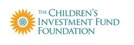 THE CHILDREN'S
INVESTMENT FUND
FOUNDATION